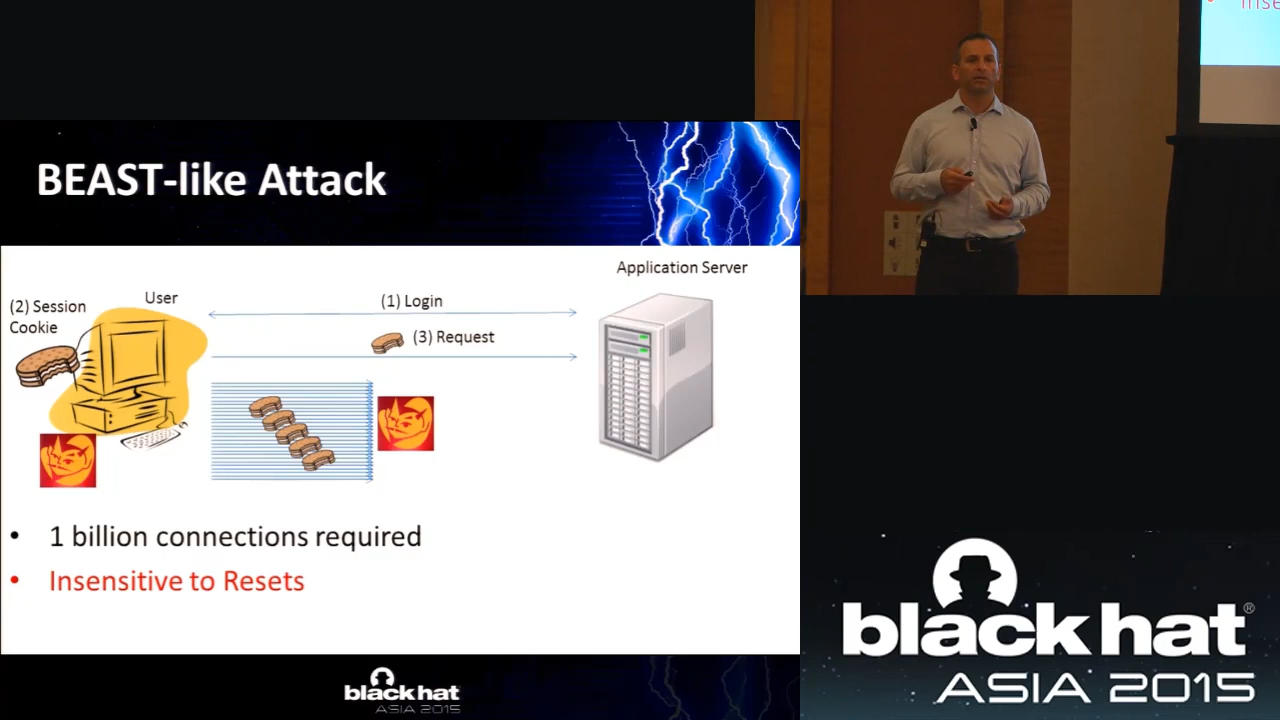 BEAST-like Attack
Application Server
(2) Session
Cookie
User
(1) Login
(3) Request
• 1 billion connections required
• Insensitive to Resets
black hat
ASIA 2015
black hat®
ASIA 2015
• Inse